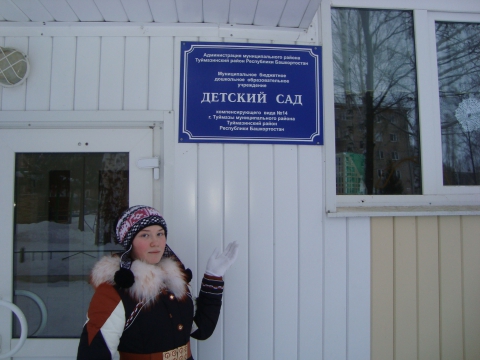 Администрация муниципального района
Туймазинский район Республики Башкортостан
Муниципальное бюджетное
дошкольное образовательное
учреждение
ДЕТСКИЙ САД
компенсирующего вида №14
г. Туймазы муниципального района
Туймазинский район
Республики Башкортостан